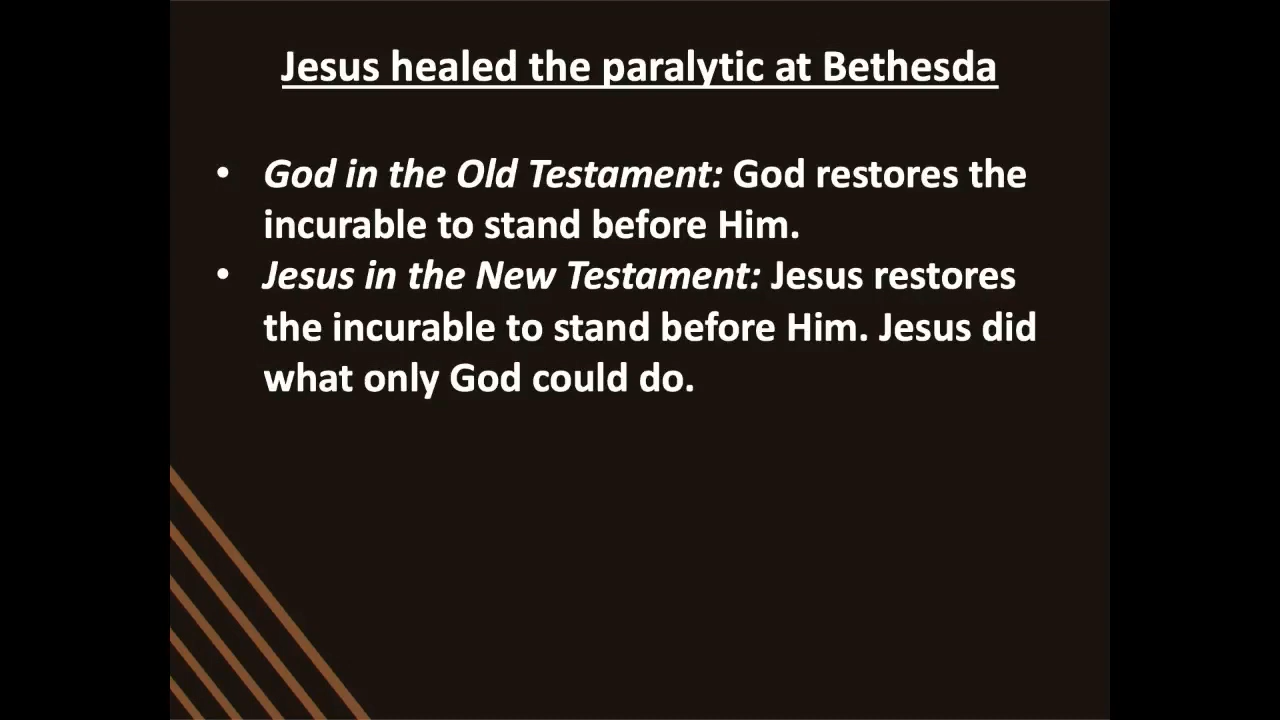 Jesus healed the paralytic at Bethesda
• God in the Old Testament: God restores the
incurable to stand before Him.
• Jesus in the New Testament: Jesus restores
the incurable to stand before Him. Jesus did
what only God could do.